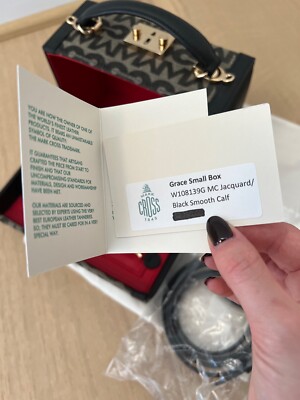 YOU ARE NOW THE OWNER OF ONE OF
THE WORLD'S FINEST LEATHER
PRODUCTS. IT BEARS AN UNMISTAKABLE
SYMBOL OF QUALITY:
THE MARK CROSS TRADEMARK.
IT GUARANTEES THAT ARTISANS
CRAFTED THE PIECE FROM START TO
FINISH AND THAT OUR
UNCOMPROMISING STANDARDS FOR
MATERIALS, DESIGN AND WORKMANSHIP
HAVE BEEN MET.
OUR MATERIALS ARE SOURCED AND
SELECTED BY EXPERTS USING THE VERY
BEST EUROPEAN LEATHER TANNERIES.
SO, THEY MUST BE CARED FOR IN A VERY
SPECIAL WAY.
MARK
CROSS
1845
Grace Small Box
W108139G MC Jacquard/
Black Smooth Calf